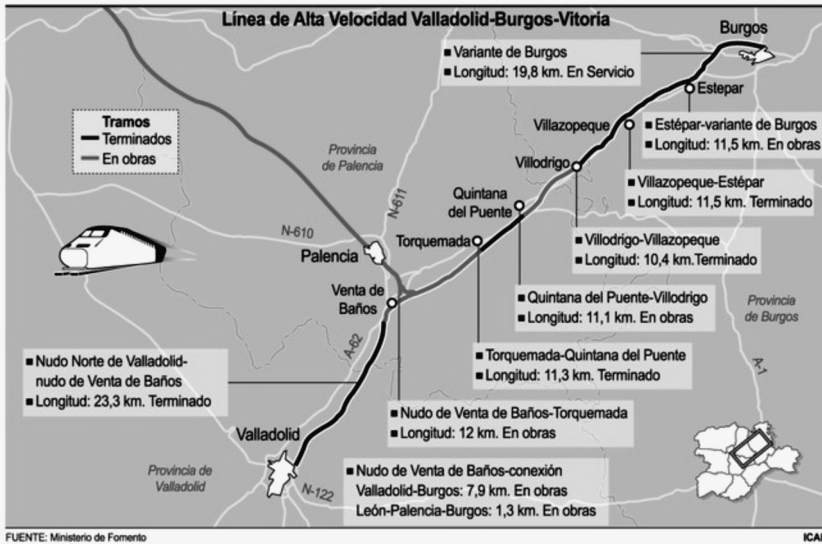 Línea de Alta Velocidad Valladolid-Burgos-Vitoria
Burgos
■ Variante de Burgos
■ Longitud: 19,8 km. En Servicio
Estepar
Tramos
Terminados
En obras
Provincia
de Palencia
Villazopeque
■ Estépar-variante de Burgos
■ Longitud: 11,5 km. En obras
Villodrigo
■ Villazopeque-Estépar
■ Longitud: 11,5 km. Terminado
N-611
Quintana
del Puente
N-610
Torquemada
Palencia
■ Villodrigo-Villazopeque
■ Longitud: 10,4 km.Terminado
Venta de
Baños
■ Quintana del Puente-Villodrigo
■ Longitud: 11,1 km. En obras
Provincia
de Burgos
A-62
A-1
■ Nudo Norte de Valladolid-
nudo de Venta de Baños
■ Longitud: 23,3 km. Terminado
■ Torquemada-Quintana del Puente
■ Longitud: 11,3 km. Terminado
■ Nudo de Venta de Baños-Torquemada
■ Longitud: 12 km. En obras
Valladolid
Provincia de
Valladolid
N-122
■ Nudo de Venta de Baños-conexión
Valladolid-Burgos: 7,9 km. En obras
León-Palencia-Burgos: 1,3 km. En obras
FUENTE: Ministerio de Fomento
ICAL